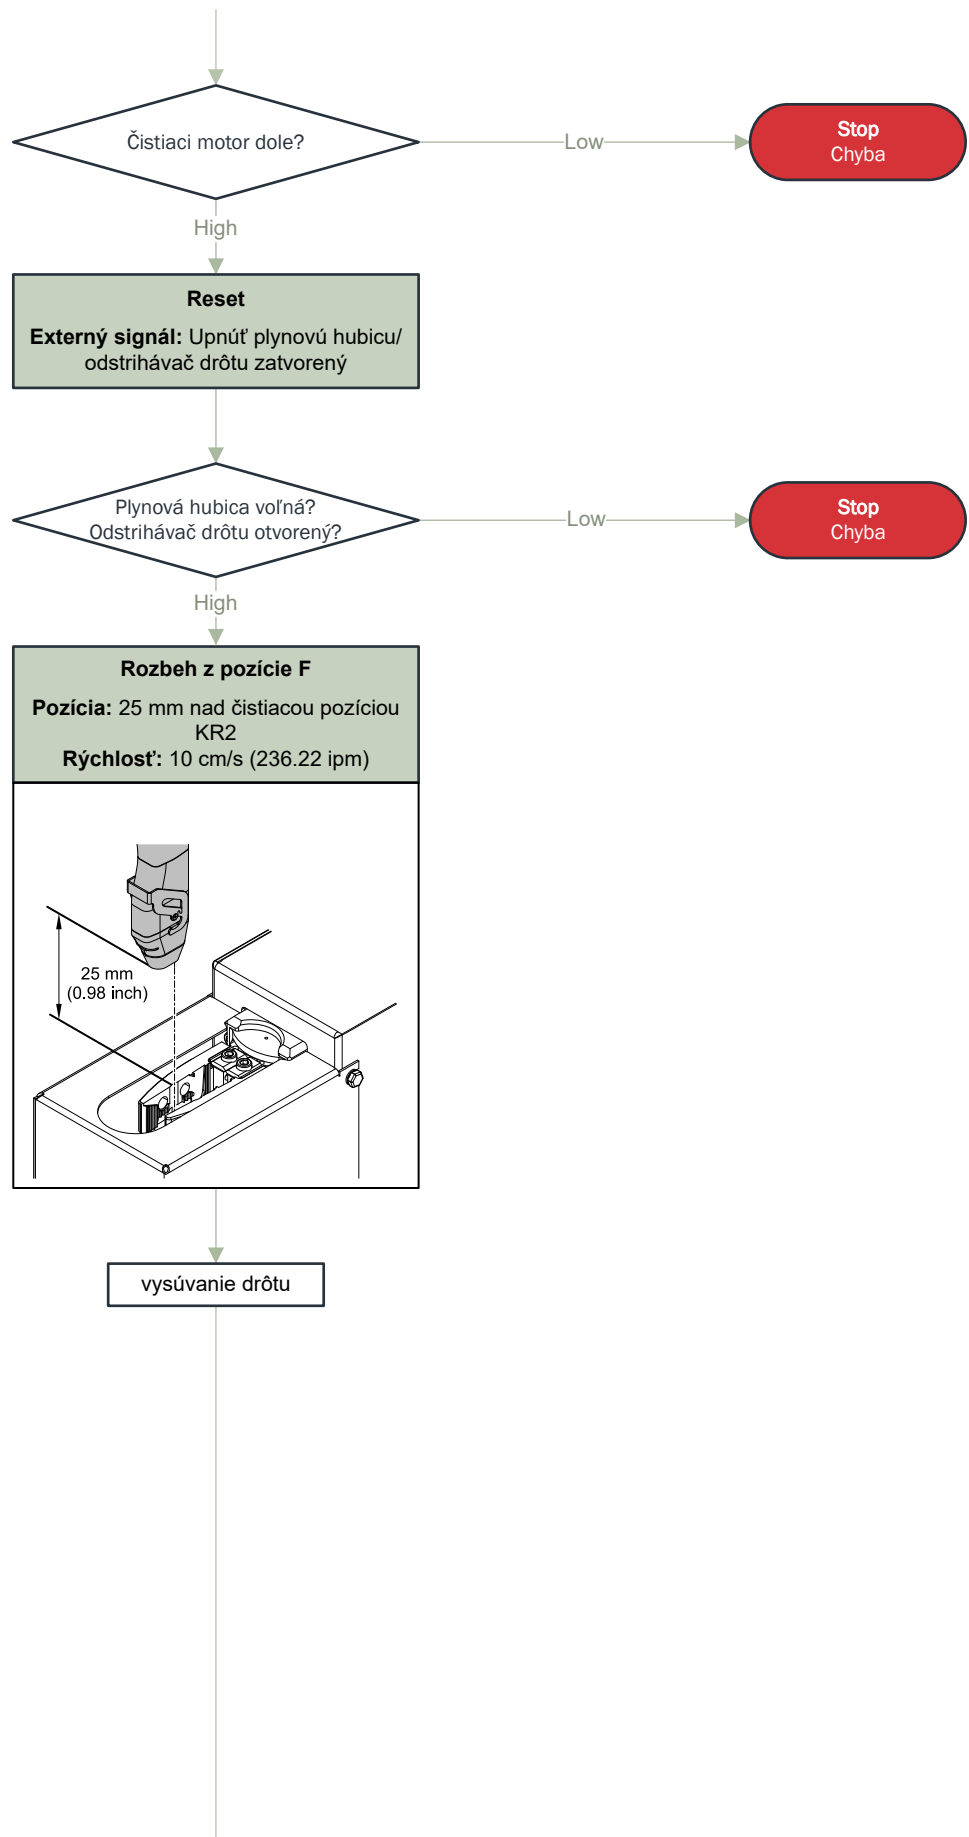 Čistiaci motor dole?
Low
Stop
Chyba
High
Reset
Externý signál: Upnúť plynovú hubicu/
odstrihávač drôtu zatvorený
Plynová hubica voľná?
Odstrihávač drôtu otvorený?
Low
Stop
Chyba
High
Rozbeh z pozície F
Pozícia: 25 mm nad čistiacou pozíciou
KR2
Rýchlosť: 10 cm/s (236.22 ipm)
25 mm
(0.98 inch)
vysúvanie drôtu